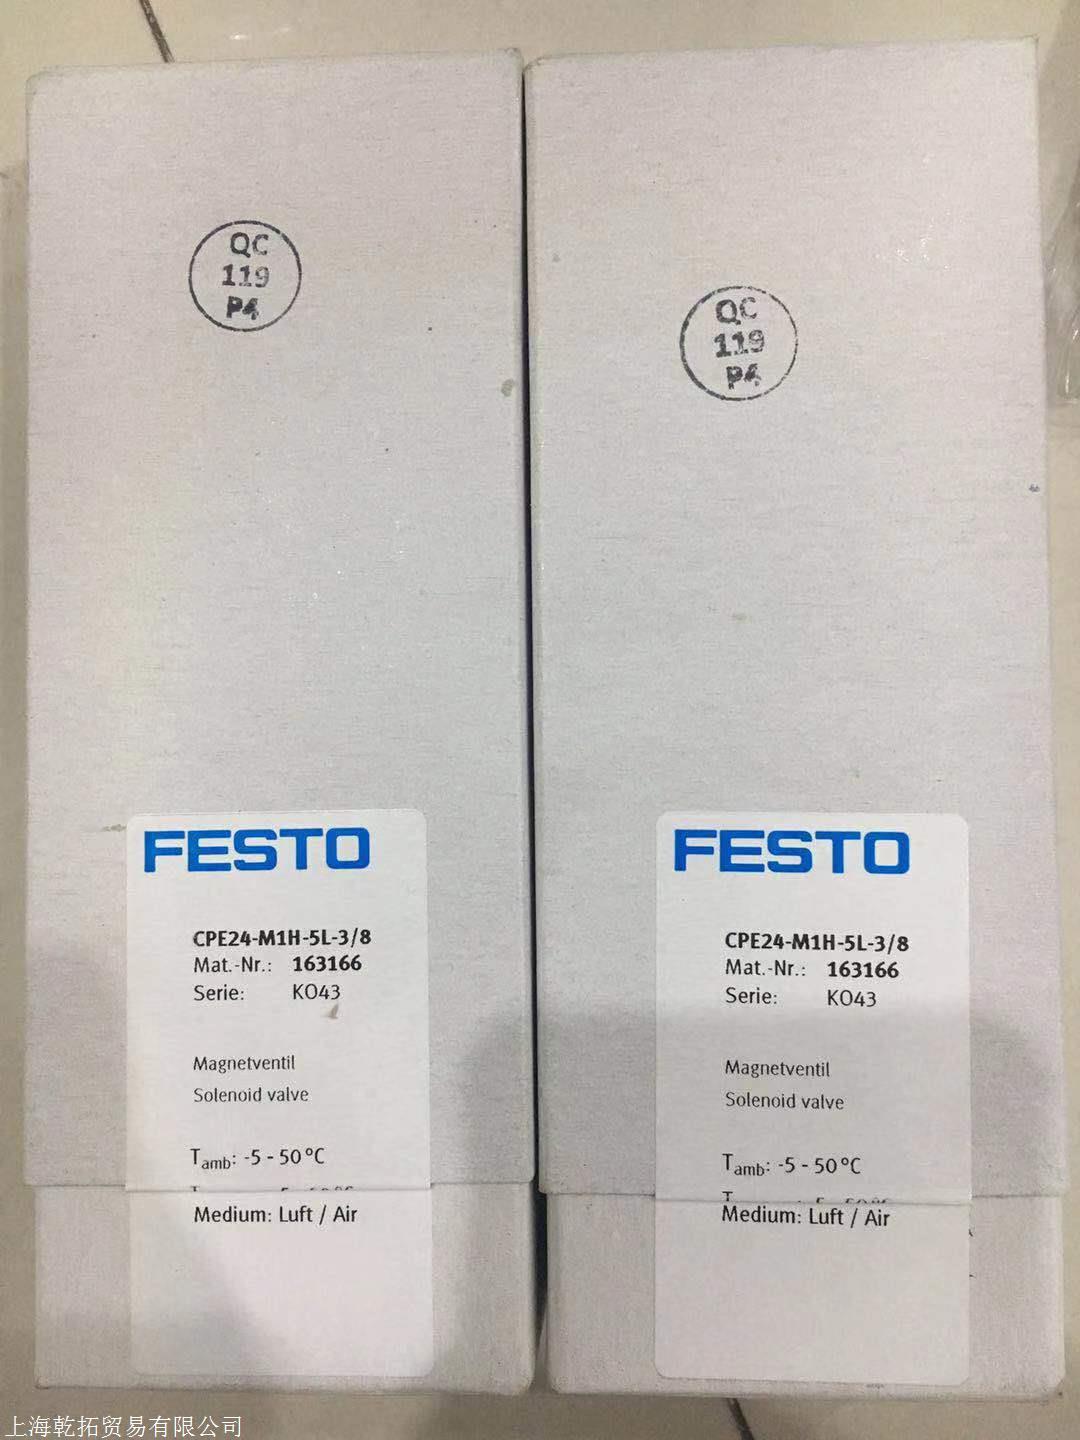 QC
119
P4
FESTO
CPE24-M1H-5L-3/8
Mat.-Nr.: 163166
Serie: KO43
Magnetventil
Solenoid valve
Tamb: -5 - 50 °C
Medium: Luft / Air
QC
119
P4
FESTO
CPE24-M1H-5L-3/8
Mat.-Nr.: 163166
Serie: KO43
Magnetventil
Solenoid valve
Tamb: -5 - 50 °C
Medium: Luft / Air
上海乾拓贸易有限公司